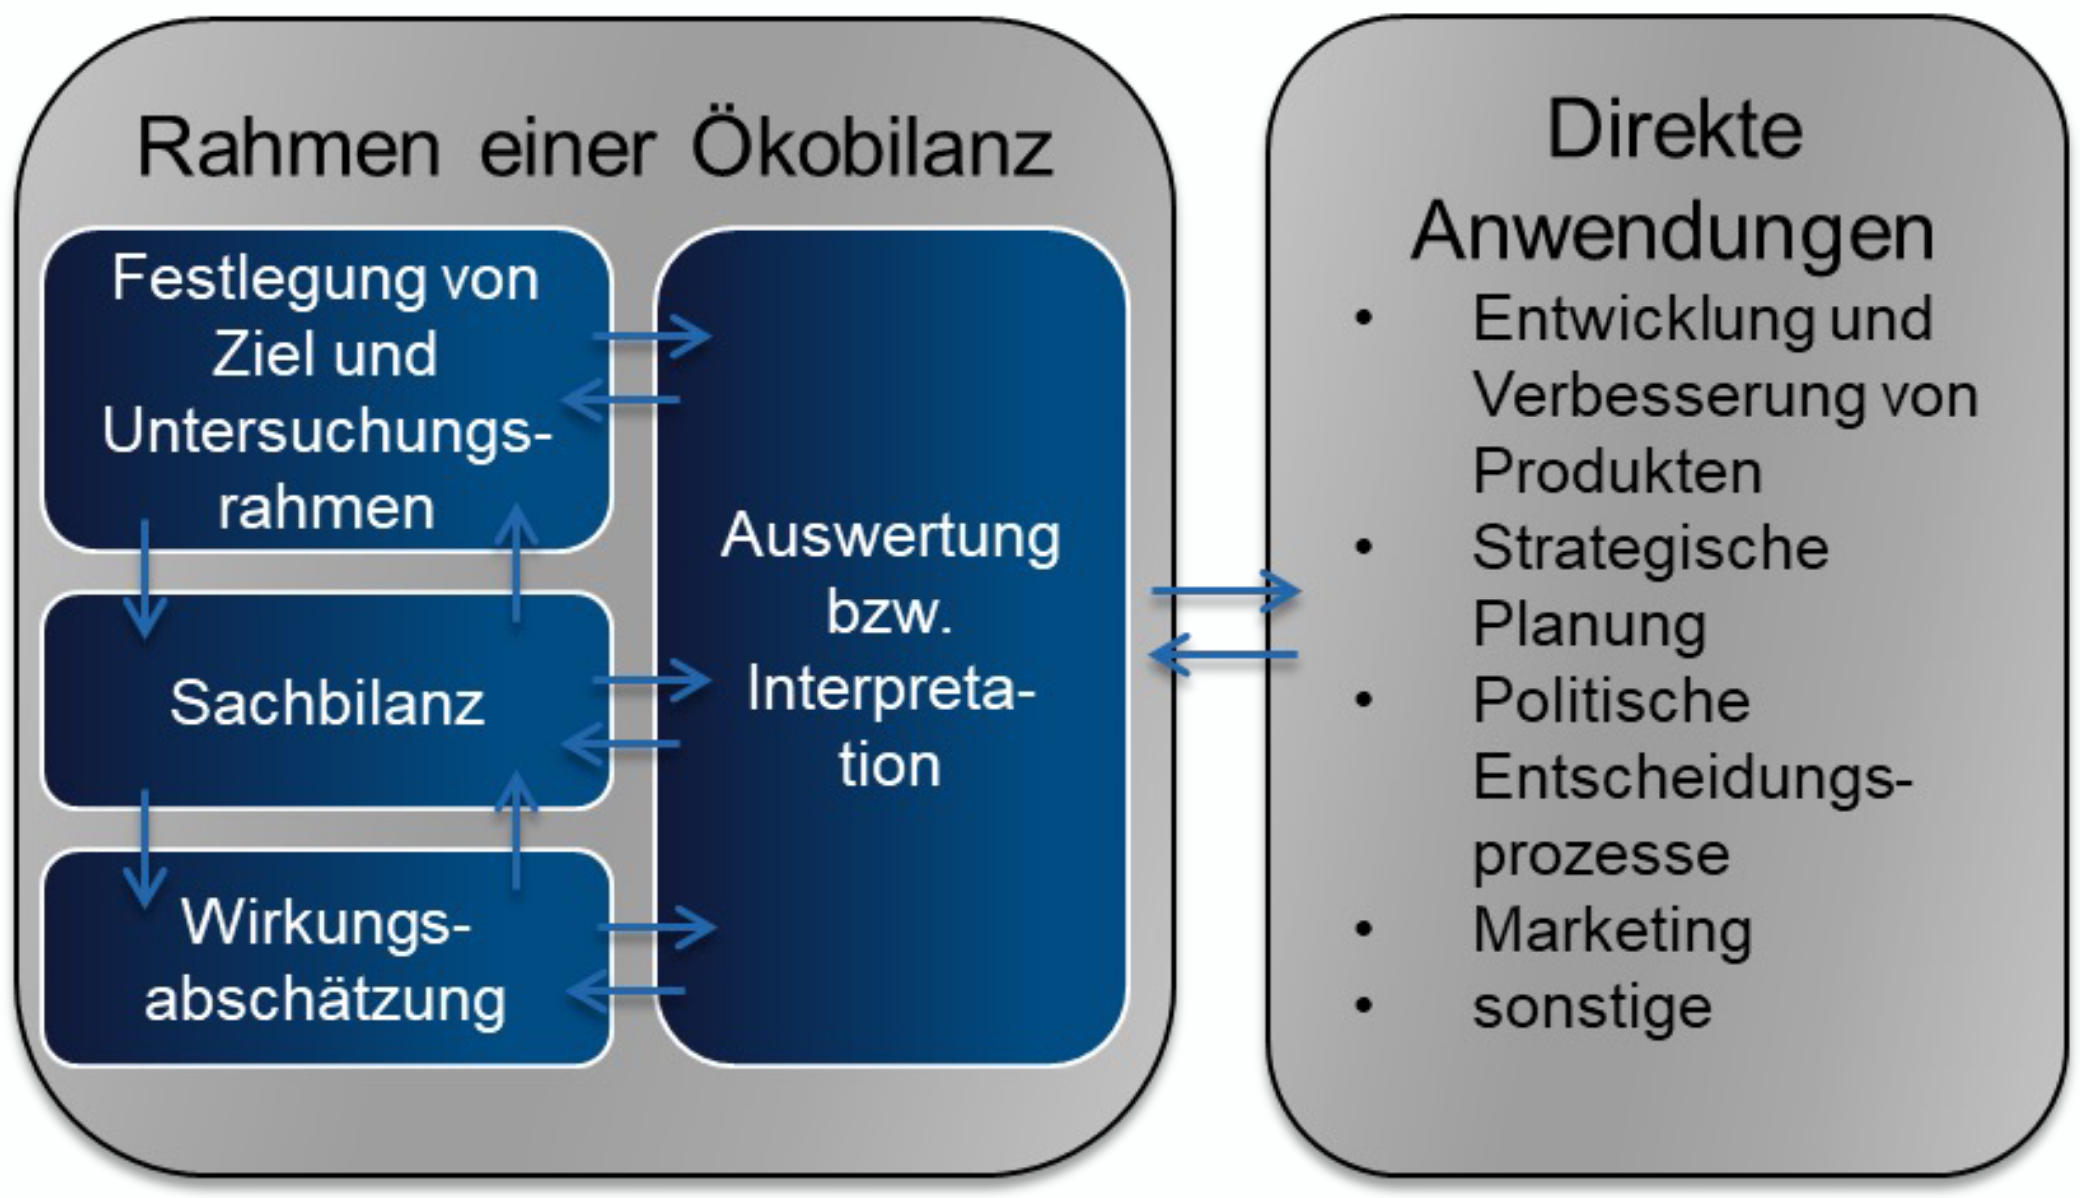 Rahmen einer Ökobilanz
Festlegung von
Ziel und
Untersuchungs-
rahmen
Sachbilanz
Wirkungs-
abschätzung
Auswertung
bzw.
Interpreta-
tion
Direkte
Anwendungen
• Entwicklung und
Verbesserung von
Produkten
• Strategische
Planung
• Politische
Entscheidungs-
prozesse
• Marketing
• sonstige